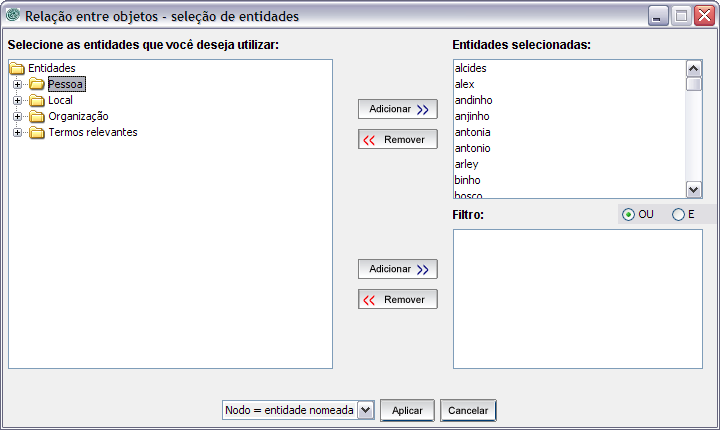 Relação entre objetos - seleção de entidades
Selecione as entidades que você deseja utilizar:
Entidades
Pessoa
Local
Organização
Termos relevantes
Adicionar >>
<< Remover
Entidades selecionadas:
alcides
alex
andinho
anjinho
antonia
antonio
arley
binho
bosco
Filtro:
OU
E
Adicionar >>
<< Remover
Nodo = entidade nomeada
Aplicar
Cancelar